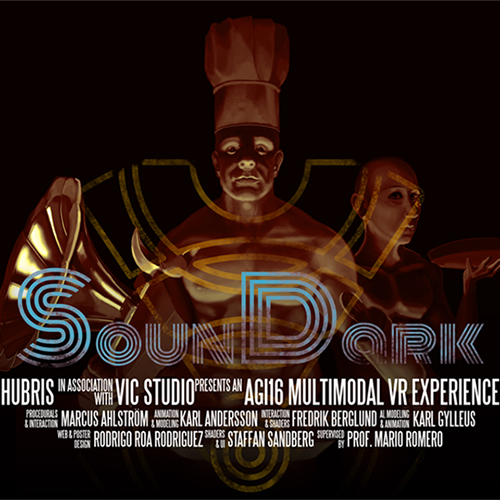 SOUNDARK
HUBRIS IN ASSOCIATION WITH VIC STUDIO PRESENTS AN AGI16 MULTIMODAL VR EXPERIENCE
PROCEDURALS & INTERACTION MARCUS AHLSTRÖM ANIMATION & MODELING KARL ANDERSSON INTERACTION & SHADERS FREDRIK BERGLUND AI, MODELING & ANIMATION KARL GYLLEUS
WEB & POSTER DESIGN RODRIGO ROA RODRIGUEZ SHADERS & UI STAFFAN SANDBERG SUPERVISED BY PROF. MARIO ROMERO